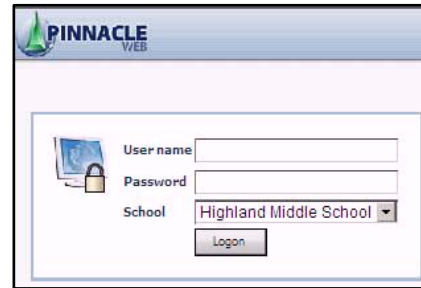 PINNACLE
WEB
User name
Password
School Highland Middle School
Logon